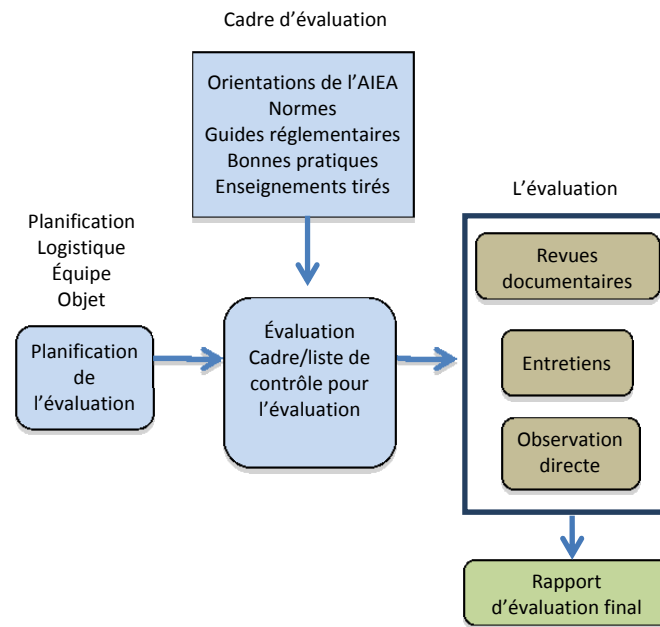 Cadre d’évaluation
Orientations de l’AIEA
Normes
Guides réglementaires
Bonnes pratiques
Enseignements tirés
Planification
Logistique
Équipe
Objet
Planification
de
l’évaluation
Évaluation
Cadre/liste de
contrôle pour
l’évaluation
L’évaluation
Revues
documentaires
Entretiens
Observation
directe
Rapport
d’évaluation final